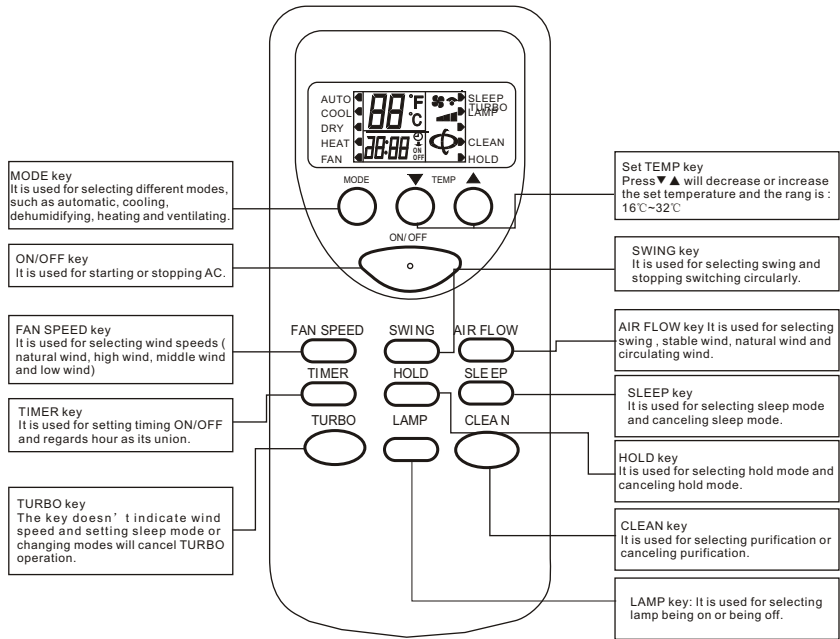 AUTO
COOL
DRY
HEAT
FAN
88 °F
°C
88:88 ON
OFF
SLEEP
TURBO
LAMP
CLEAN
HOLD
MODE ▼ TEMP ▲
ON/OFF
FAN SPEED SWING AIR FLOW
TIMER HOLD SLEEP
TURBO LAMP CLEAN
MODE key
It is used for selecting different modes,
such as automatic, cooling,
dehumidifying, heating and ventilating.
ON/OFF key
It is used for starting or stopping AC.
FAN SPEED key
It is used for selecting wind speeds (
natural wind, high wind, middle wind
and low wind)
TIMER key
It is used for setting timing ON/OFF
and regards hour as its union.
TURBO key
The key doesn't indicate wind
speed and setting sleep mode or
changing modes will cancel TURBO
operation.
Set TEMP key
Press▼▲ will decrease or increase
the set temperature and the rang is :
16℃~32℃
SWING key
It is used for selecting swing and
stopping switching circularly.
AIR FLOW key It is used for selecting
swing , stable wind, natural wind and
circulating wind.
SLEEP key
It is used for selecting sleep mode
and canceling sleep mode.
HOLD key
It is used for selecting hold mode and
canceling hold mode.
CLEAN key
It is used for selecting purification or
canceling purification.
LAMP key: It is used for selecting
lamp being on or being off.